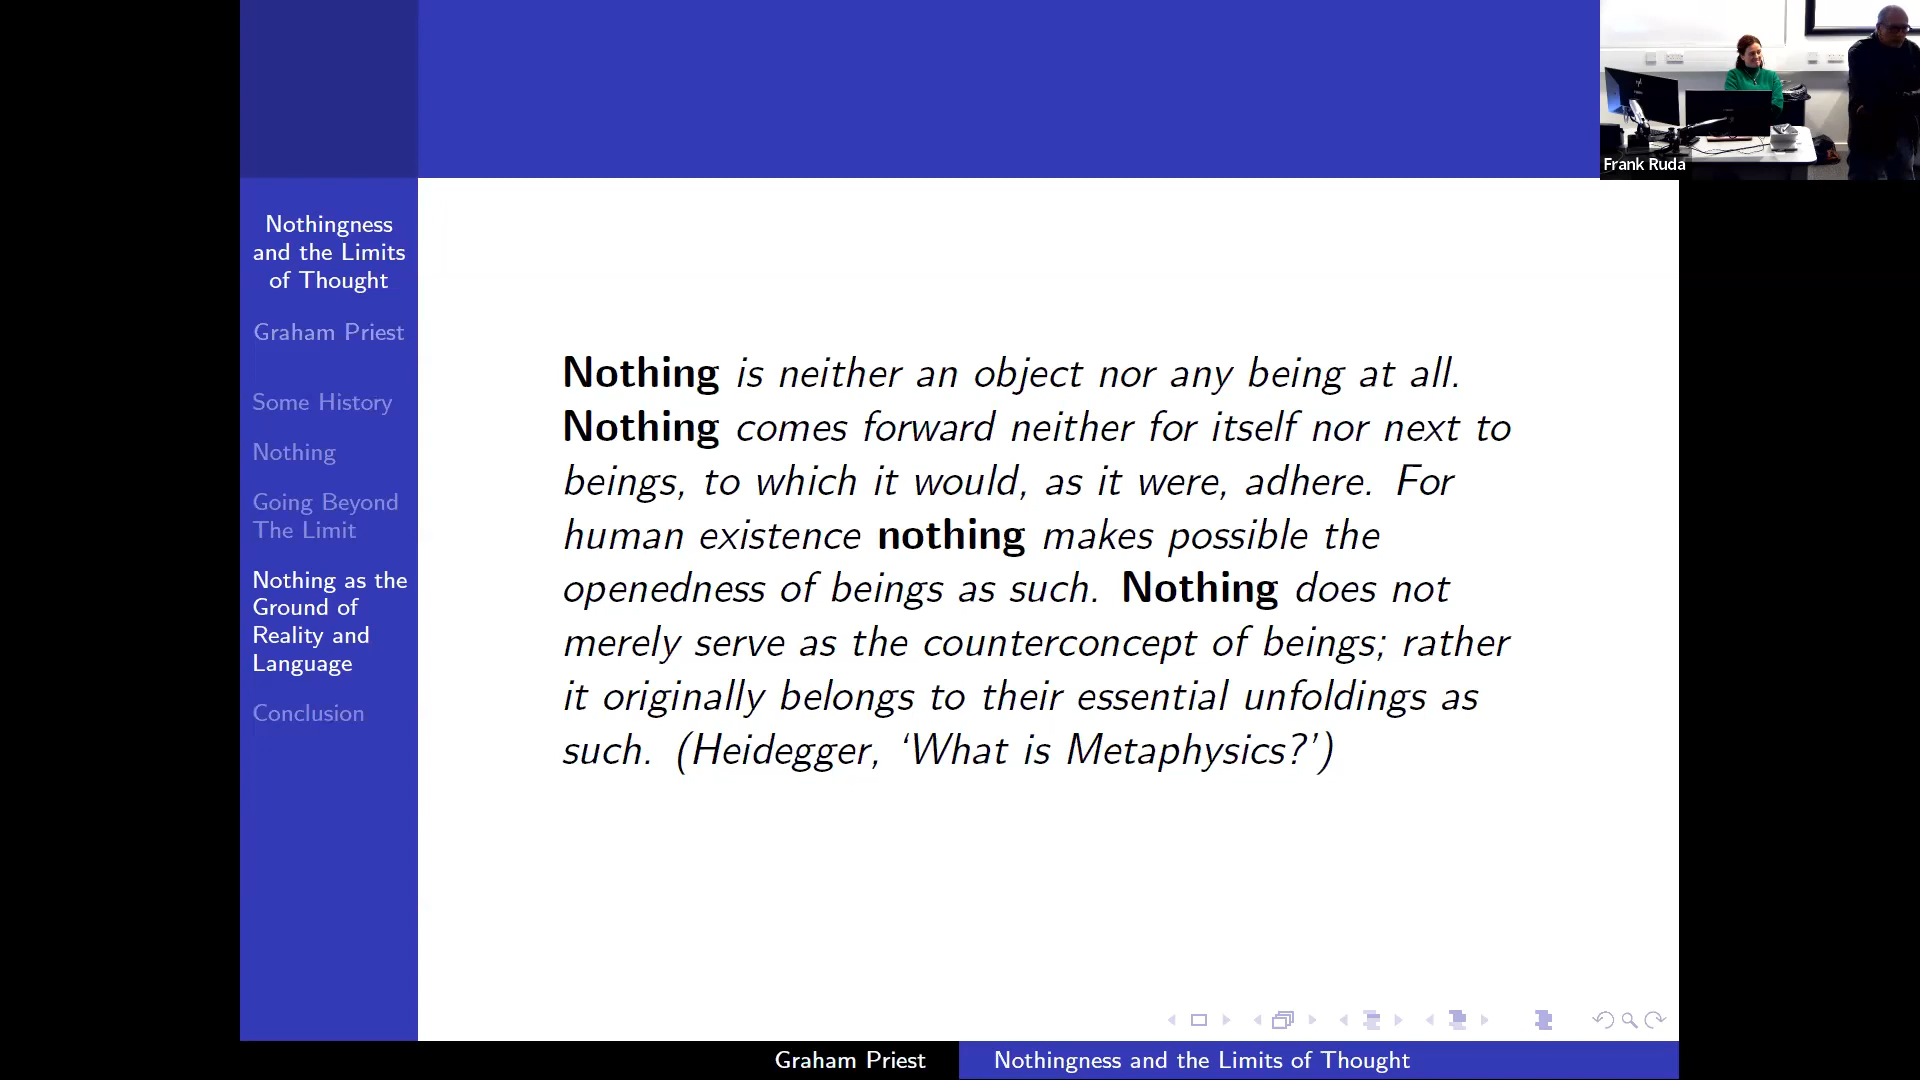 Frank Ruda
Nothingness
and the Limits
of Thought
Graham Priest
Some History
Nothing
Going Beyond
The Limit
Nothing as the
Ground of
Reality and
Language
Conclusion
Nothing is neither an object nor any being at all.
Nothing comes forward neither for itself nor next to
beings, to which it would, as it were, adhere. For
human existence nothing makes possible the
openedness of beings as such. Nothing does not
merely serve as the counterconcept of beings; rather
it originally belongs to their essential unfoldings as
such. (Heidegger, ‘What is Metaphysics?’)
Graham Priest
Nothingness and the Limits of Thought